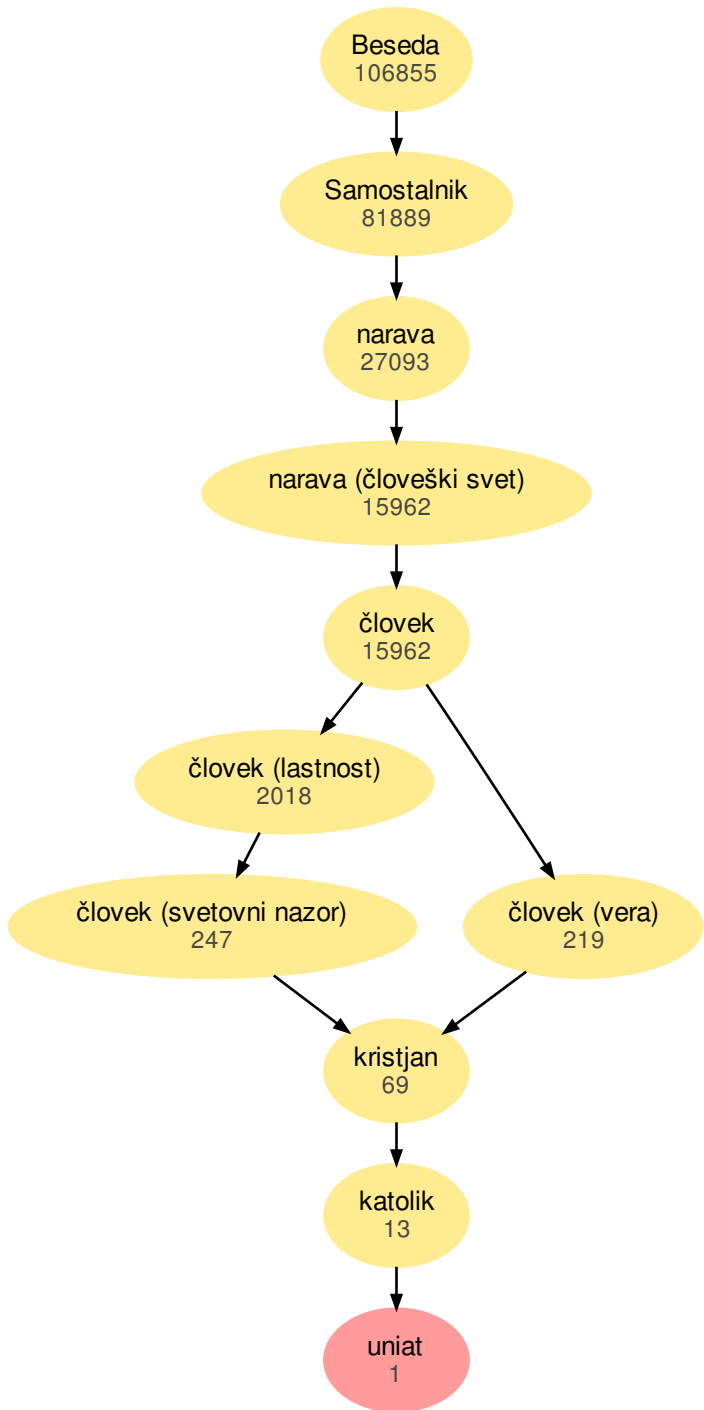 Beseda
106855
Samostalnik
81889
narava
27093
narava (človeški svet)
15962
človek
15962
človek (lastnost)
2018
človek (svetovni nazor)
247
človek (vera)
219
kristjan
69
katolik
13
uniat
1